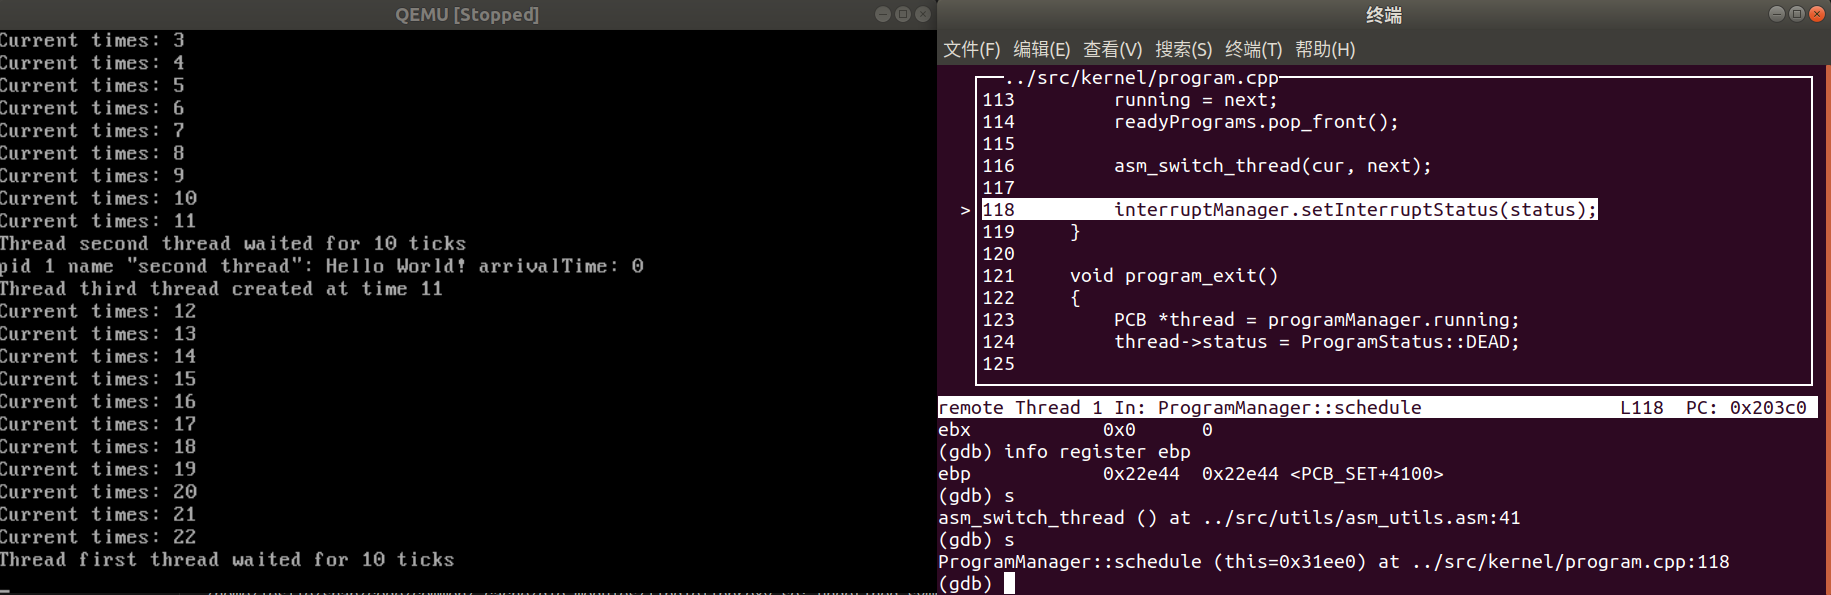 QEMU [Stopped]
Current times: 3
Current times: 4
Current times: 5
Current times: 6
Current times: 7
Current times: 8
Current times: 9
Current times: 10
Current times: 11
Thread second thread waited for 10 ticks
pid 1 name "second thread": Hello World! arrivalTime: 0
Thread third thread created at time 11
Current times: 12
Current times: 13
Current times: 14
Current times: 15
Current times: 16
Current times: 17
Current times: 18
Current times: 19
Current times: 20
Current times: 21
Current times: 22
Thread first thread waited for 10 ticks
终端
文件(F) 编辑(E) 查看(V) 搜索(S) 终端(T) 帮助(H)
../src/kernel/program.cpp
113 running = next;
114 readyPrograms.pop_front();
115
116 asm_switch_thread(cur, next);
117
> 118 interruptManager.setInterruptStatus(status);
119 }
120
121 void program_exit()
122 {
123 PCB *thread = programManager.running;
124 thread->status = ProgramStatus::DEAD;
125
remote Thread 1 In: ProgramManager::schedule L118 PC: 0x203c0
ebx 0x0 0
(gdb) info register ebp
ebp 0x22e44 0x22e44 <PCB_SET+4100>
(gdb) s
asm_switch_thread () at ../src/utils/asm_utils.asm:41
(gdb) s
ProgramManager::schedule (this=0x31ee0) at ../src/kernel/program.cpp:118
(gdb)